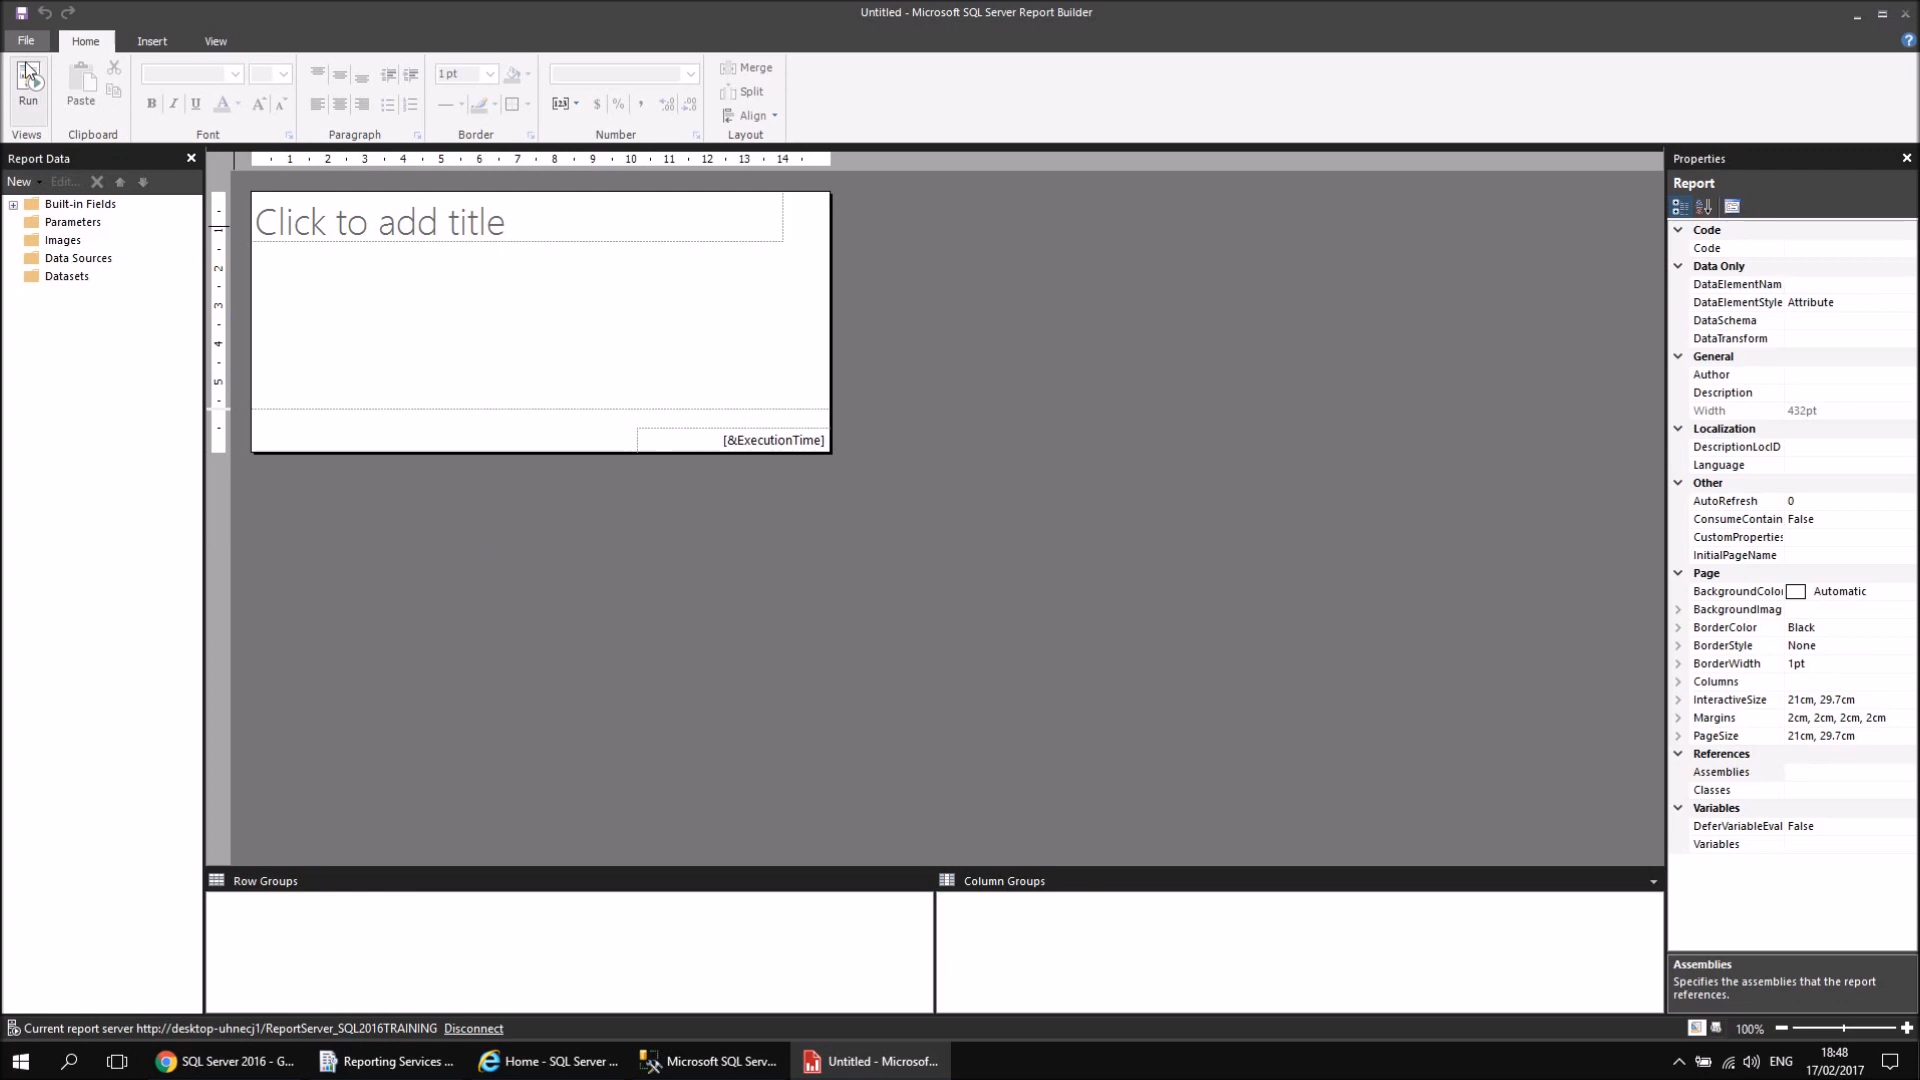 Untitled - Microsoft SQL Server Report Builder
File Home Insert View
Run Paste 1pt $ % , Merge
Split
B I U A A A Align
Views Clipboard Font Paragraph Border Number Layout
Report Data
New Edit...
Built-in Fields
Parameters
Images
Data Sources
Datasets
1 2 3 4 5 6 7 8 9 10 11 12 13 14
1
2
3
4
5
Click to add title
[&ExecutionTime]
Row Groups
Column Groups
Properties
Report
Code
Code
Data Only
DataElementNam
DataElementStyle Attribute
DataSchema
DataTransform
General
Author
Description
Width 432pt
Localization
DescriptionLocID
Language
Other
AutoRefresh 0
ConsumeContain False
CustomProperties
InitialPageName
Page
BackgroundColor Automatic
BackgroundImag
BorderColor Black
BorderStyle None
BorderWidth 1pt
Columns
InteractiveSize 21cm, 29.7cm
Margins 2cm, 2cm, 2cm, 2cm
PageSize 21cm, 29.7cm
References
Assemblies
Classes
Variables
DeferVariableEval False
Variables
Assemblies
Specifies the assemblies that the report
references.
Current report server http://desktop-uhnecj1/ReportServer_SQL2016TRAINING Disconnect
100%
SQL Server 2016 - G...
Reporting Services ...
Home - SQL Server ...
Microsoft SQL Serv...
Untitled - Microsof...
ENG
18:48
17/02/2017